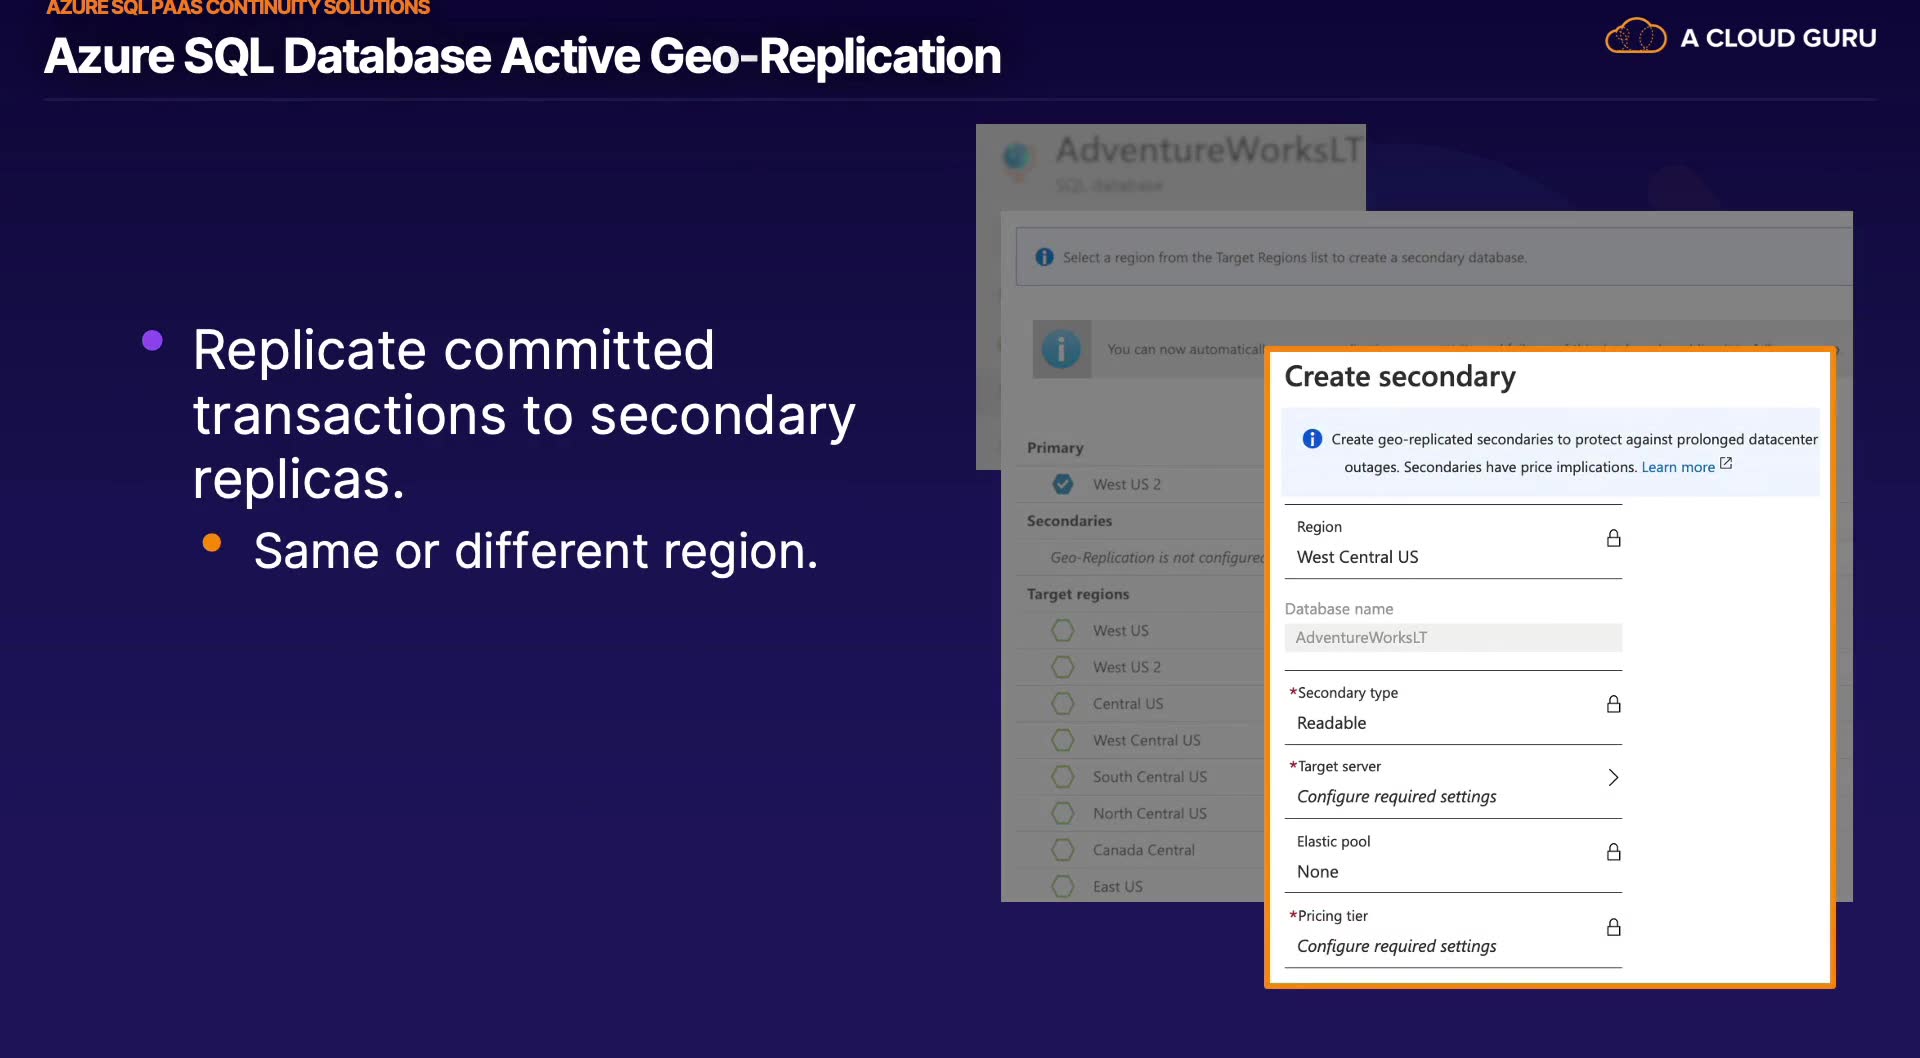 AZURE SQL PAAS CONTINUITY SOLUTIONS
Azure SQL Database Active Geo-Replication
A CLOUD GURU
Replicate committed
transactions to secondary
replicas.
Same or different region.
AdventureWorksLT
SQL database
Select a region from the Target Regions list to create a secondary database.
You can now automatically
Primary
West US 2
Secondaries
Geo-Replication is not configured
Target regions
West US
West US 2
Central US
West Central US
South Central US
North Central US
Canada Central
East US
Create secondary
Create geo-replicated secondaries to protect against prolonged datacenter
outages. Secondaries have price implications. Learn more
Region
West Central US
Database name
AdventureWorksLT
*Secondary type
Readable
*Target server
Configure required settings
Elastic pool
None
*Pricing tier
Configure required settings